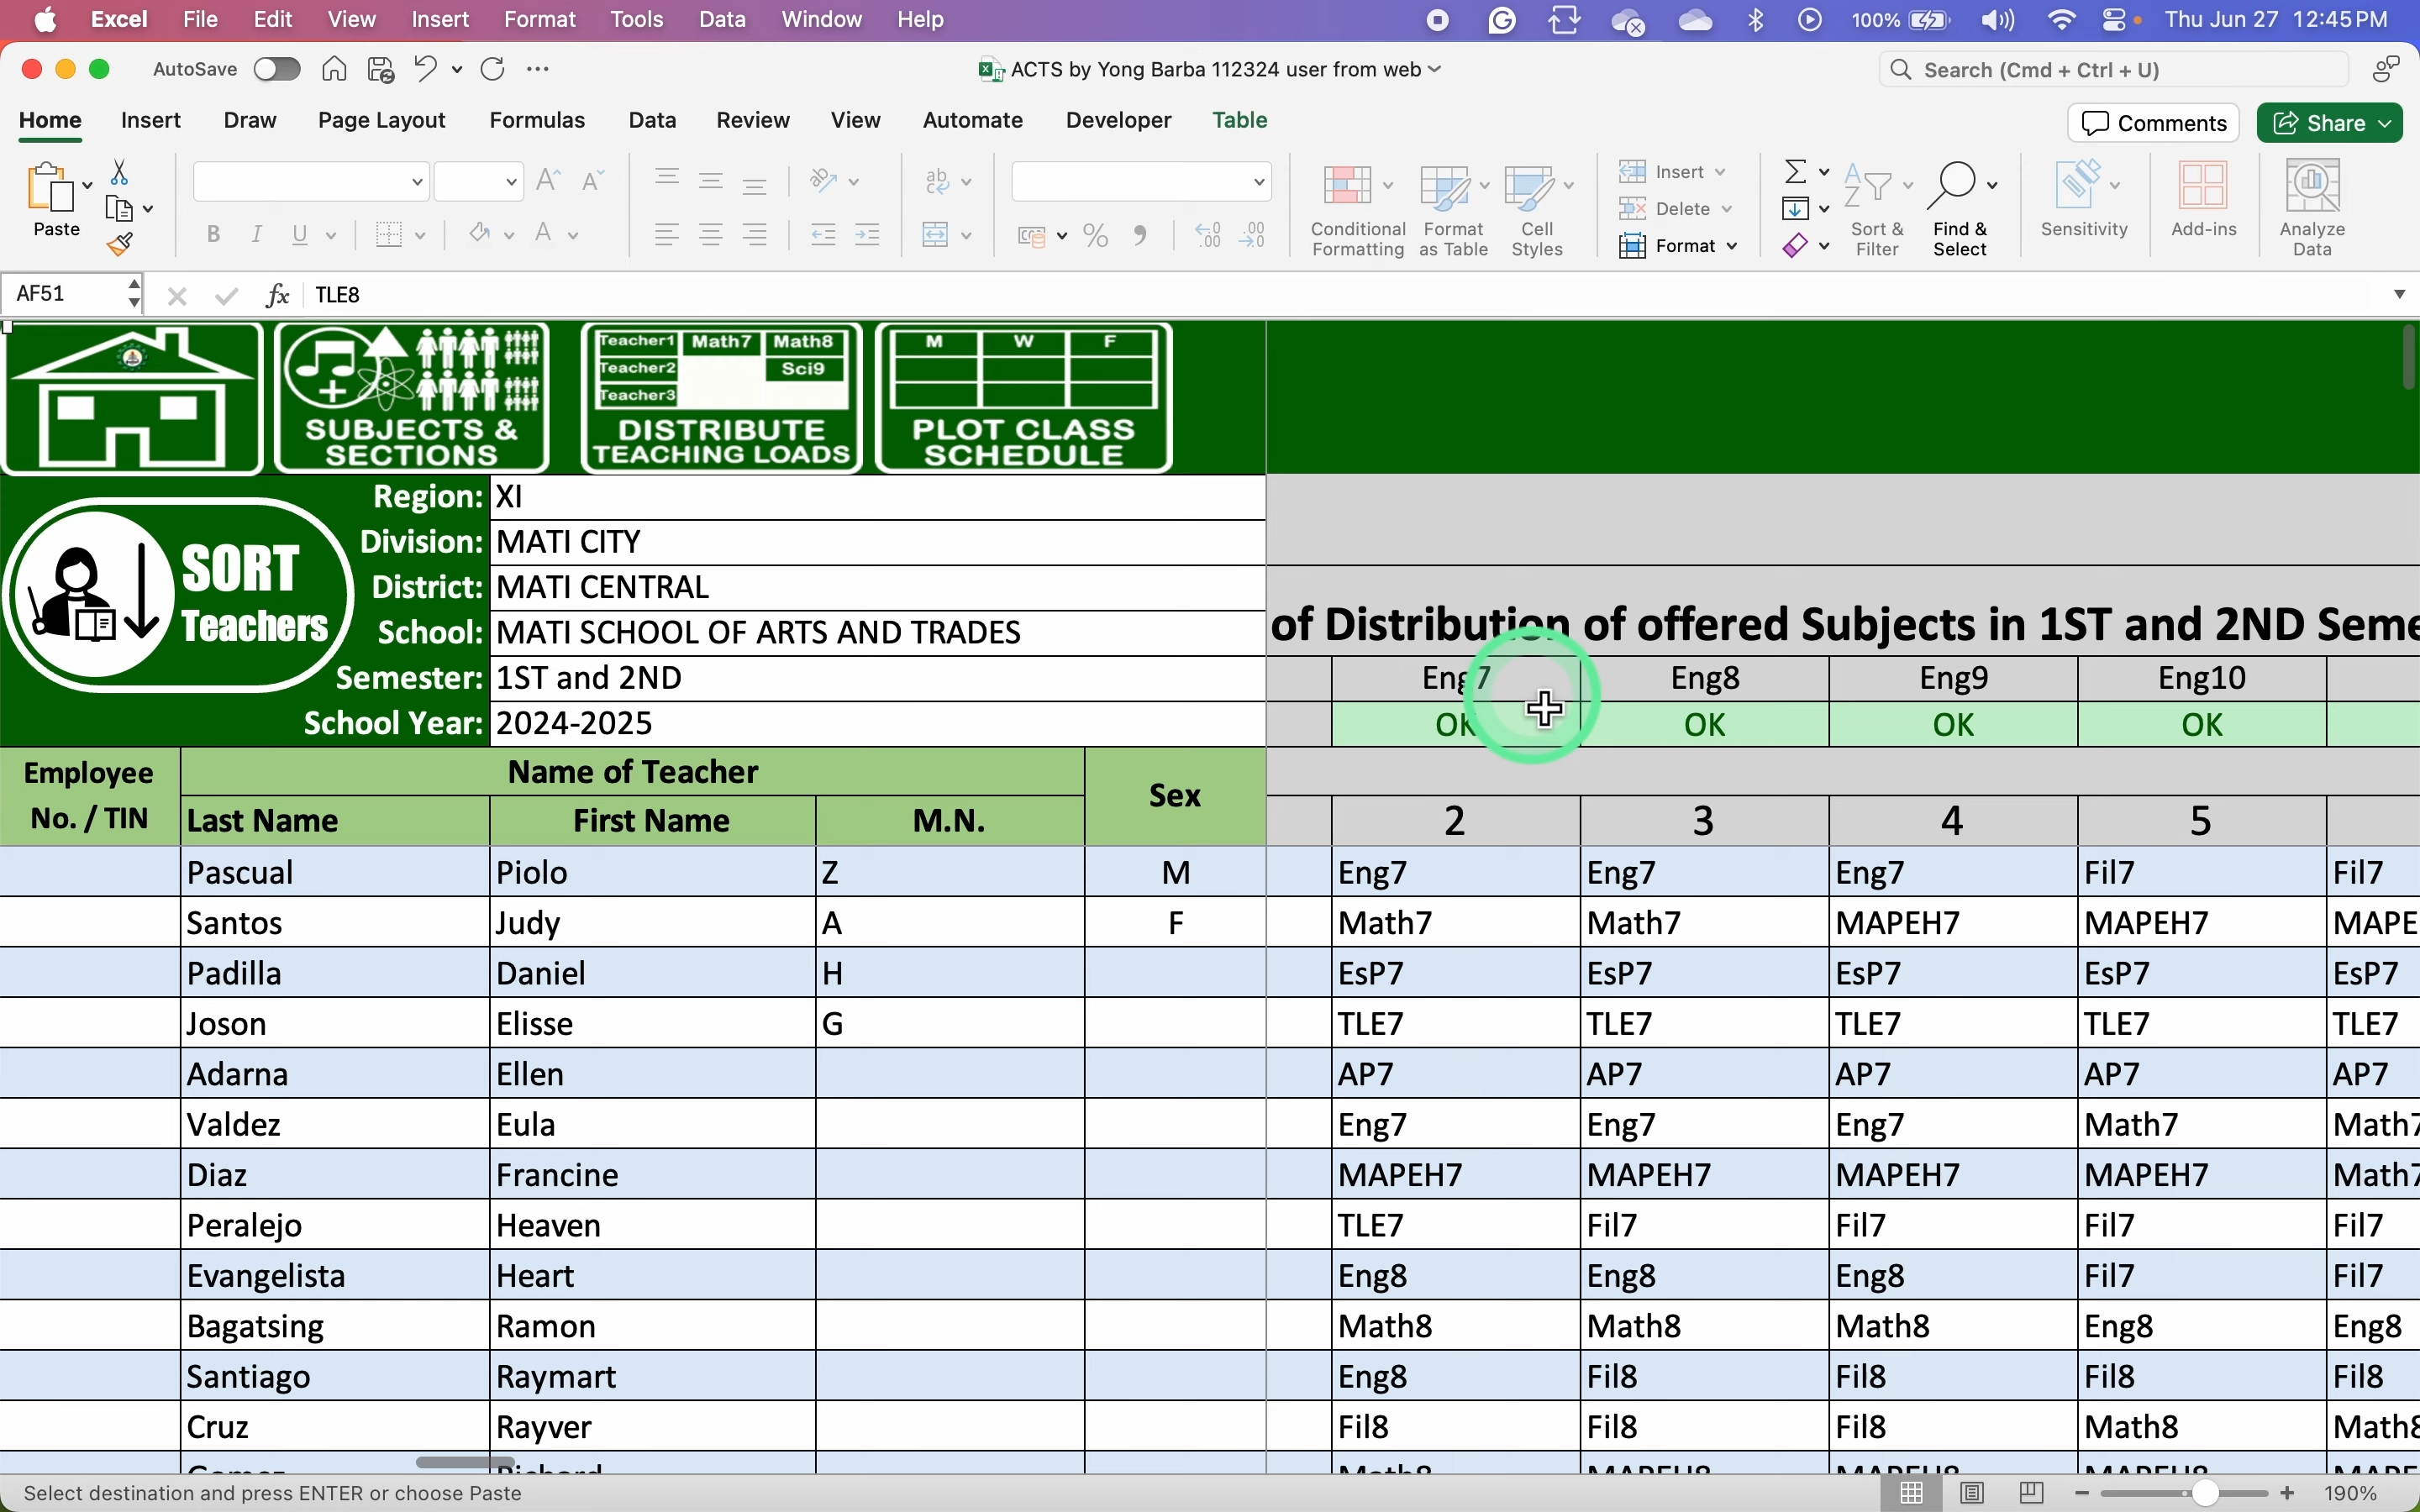 Excel File Edit View Insert Format Tools Data Window Help 100% Thu Jun 27 12:45 PM
AutoSave ACTS by Yong Barba 112324 user from web Search (Cmd + Ctrl + U)
Home Insert Draw Page Layout Formulas Data Review View Automate Developer Table Comments Share
Paste
Conditional Formatting
Format as Table
Cell Styles
Insert
Delete
Format
Sort & Filter
Find & Select
Sensitivity
Add-ins
Analyze Data
AF51 fx TLE8
SUBJECTS &
SECTIONS
Teacher1 Math7 Math8
Teacher2 Sci9
Teacher3
DISTRIBUTE
TEACHING LOADS
M W F
PLOT CLASS
SCHEDULE
SORT
Teachers
Region: XI
Division: MATI CITY
District: MATI CENTRAL
School: MATI SCHOOL OF ARTS AND TRADES
Semester: 1ST and 2ND
School Year: 2024-2025
of Distribution of offered Subjects in 1ST and 2ND Seme
Eng7 Eng8 Eng9 Eng10
OK OK OK OK
Employee
No. / TIN
Name of Teacher
Sex
Last Name First Name M.N. 2 3 4 5
Pascual Piolo Z M Eng7 Eng7 Eng7 Fil7 Fil7
Santos Judy A F Math7 Math7 MAPEH7 MAPEH7 MAPE
Padilla Daniel H EsP7 EsP7 EsP7 EsP7 EsP7
Joson Elisse G TLE7 TLE7 TLE7 TLE7 TLE7
Adarna Ellen AP7 AP7 AP7 AP7 AP7
Valdez Eula Eng7 Eng7 Eng7 Math7 Math7
Diaz Francine MAPEH7 MAPEH7 MAPEH7 MAPEH7 Math7
Peralejo Heaven TLE7 Fil7 Fil7 Fil7 Fil7
Evangelista Heart Eng8 Eng8 Eng8 Fil7 Fil7
Bagatsing Ramon Math8 Math8 Math8 Eng8 Eng8
Santiago Raymart Eng8 Fil8 Fil8 Fil8 Fil8
Cruz Rayver Fil8 Fil8 Fil8 Math8 Math8
Select destination and press ENTER or choose Paste 190%